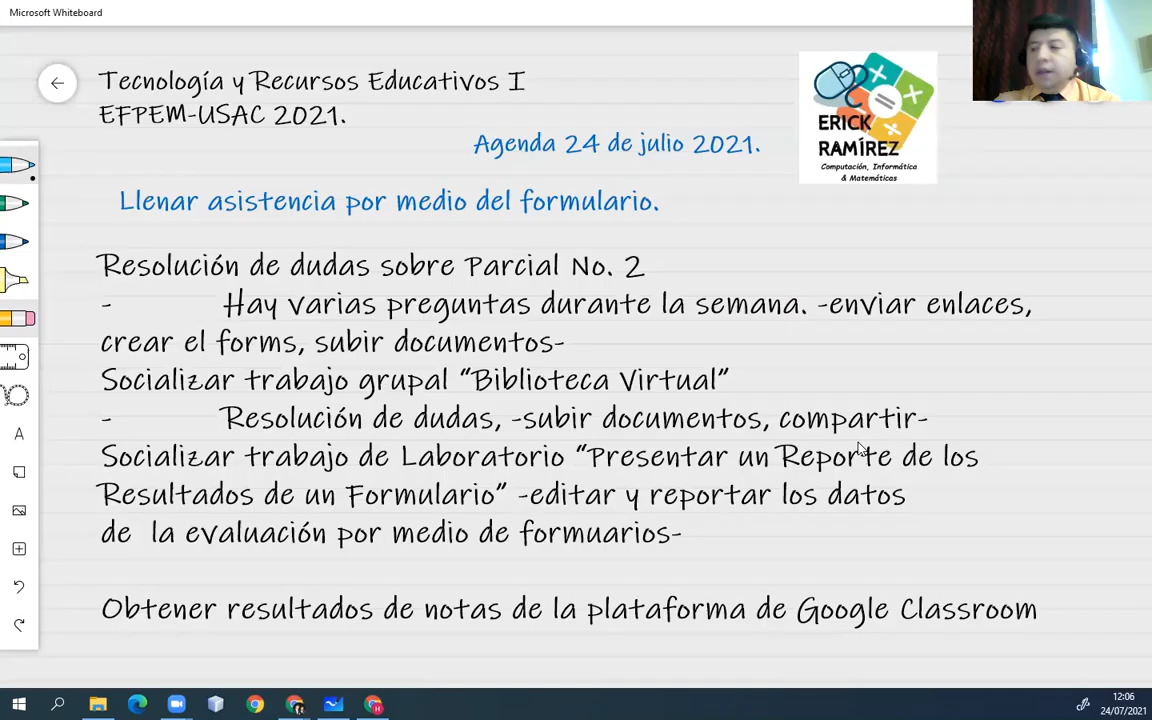 Microsoft Whiteboard
Tecnología y Recursos Educativos I
EFPEM-USAC 2021.
Agenda 24 de julio 2021.
ERICK
RAMÍREZ
Computación, Informática
& Matemáticas
Llenar asistencia por medio del formulario.
Resolución de dudas sobre Parcial No. 2
- Hay varias preguntas durante la semana. -enviar enlaces,
crear el forms, subir documentos-
Socializar trabajo grupal "Biblioteca Virtual"
- Resolución de dudas, -subir documentos, compartir-
Socializar trabajo de Laboratorio "Presentar un Reporte de los
Resultados de un Formulario" -editar y reportar los datos
de la evaluación por medio de formuarios-
Obtener resultados de notas de la plataforma de Google Classroom
12:06
24/07/2021